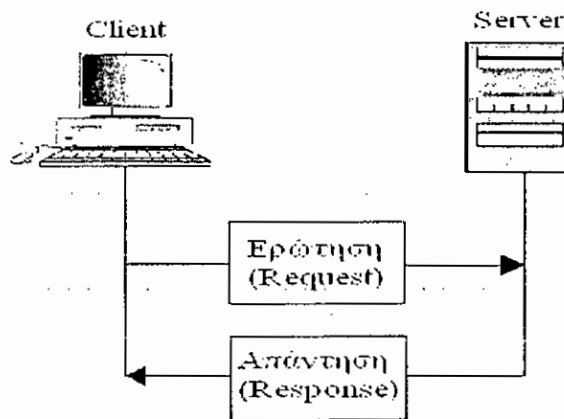 Client
Server
Ερώτηση
(Request)
Απάντηση
(Response)